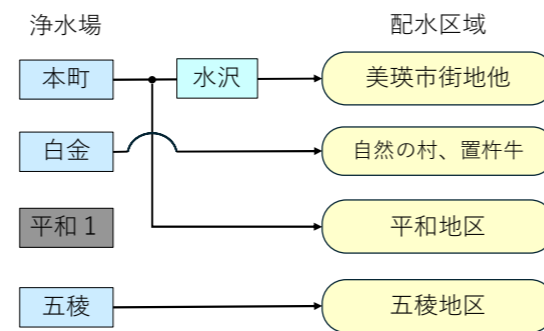 浄水場
配水区域
本町
水沢
美瑛市街地他
白金
自然の村、置杵牛
平和１
平和地区
五稜
五稜地区